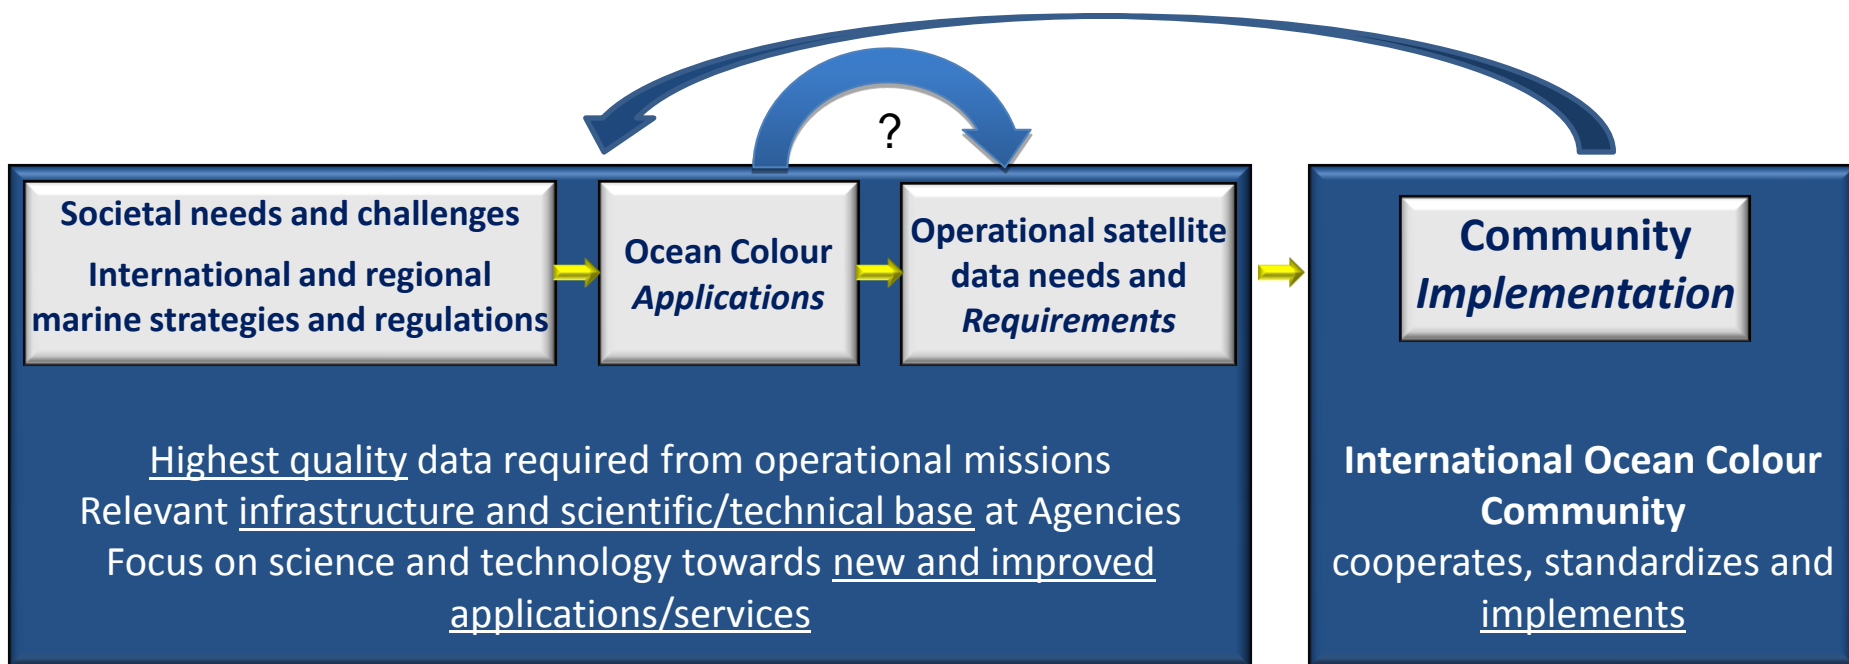 ?
Societal needs and challenges
International and regional
marine strategies and regulations
Ocean Colour
Applications
Operational satellite
data needs and
Requirements
Highest quality data required from operational missions
Relevant infrastructure and scientific/technical base at Agencies
Focus on science and technology towards new and improved
applications/services
Community
Implementation
International Ocean Colour
Community
cooperates, standardizes and
implements